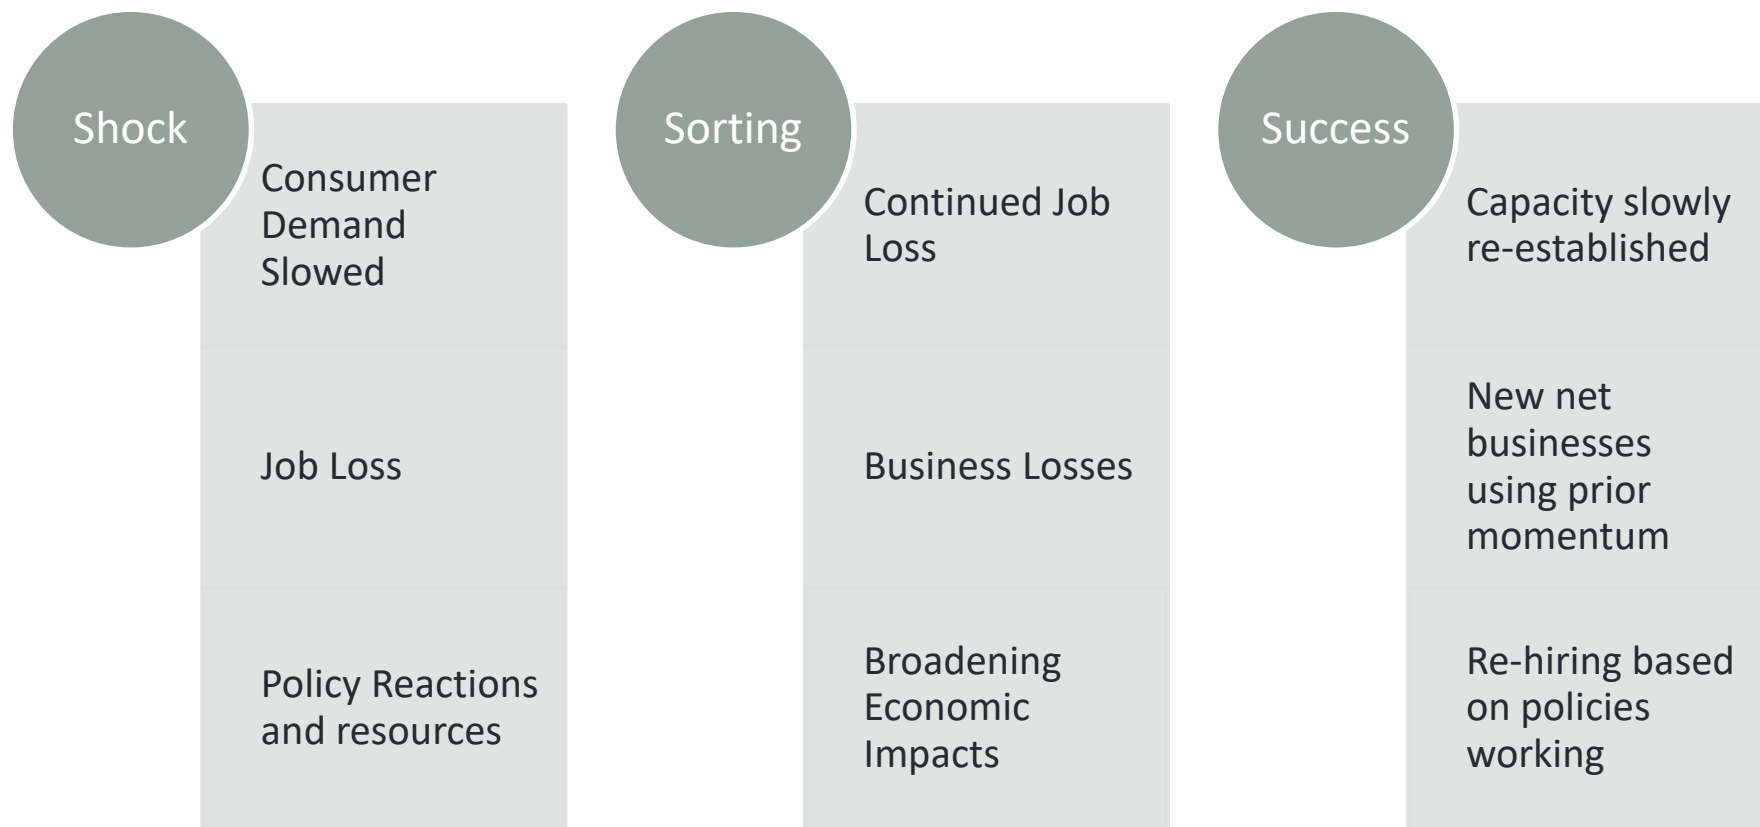 Shock
Consumer
Demand
Slowed
Job Loss
Policy Reactions
and resources
Sorting
Continued Job
Loss
Business Losses
Broadening
Economic
Impacts
Success
Capacity slowly
re-established
New net
businesses
using prior
momentum
Re-hiring based
on policies
working